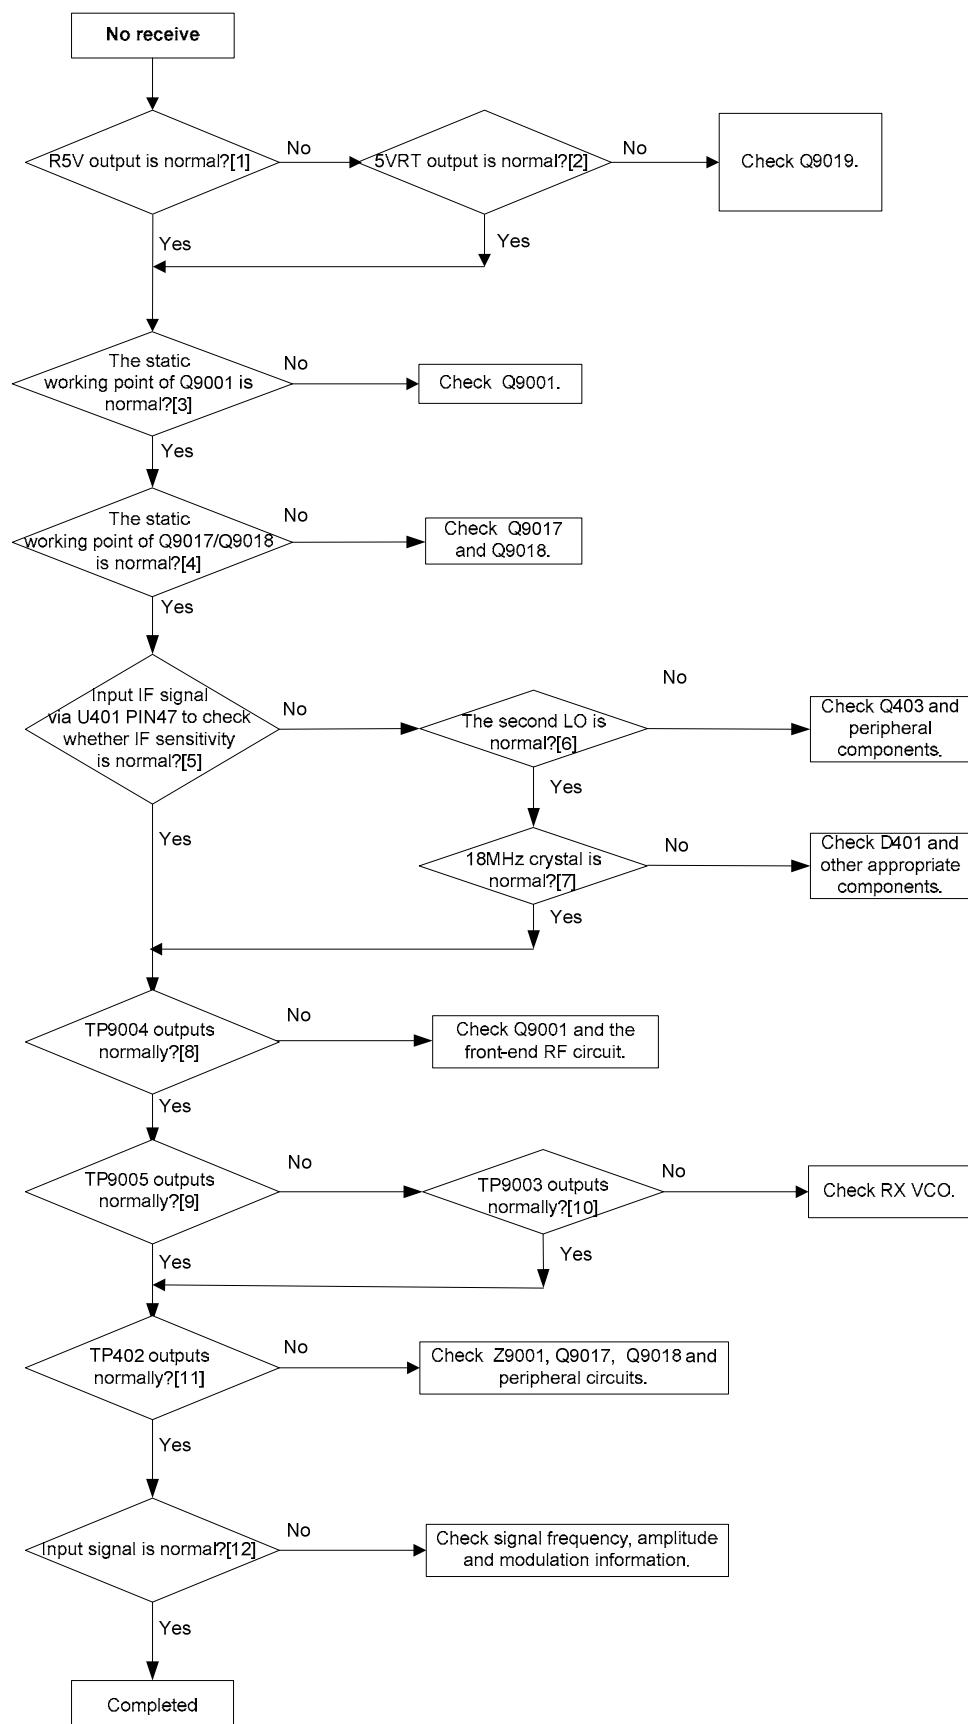 No receive
R5V output is normal?[1]
No
5VRT output is normal?[2]
No
Check Q9019.
Yes
Yes
The static
working point of Q9001 is
normal?[3]
No
Check Q9001.
Yes
The static
working point of Q9017/Q9018
is normal?[4]
No
Check Q9017
and Q9018.
Yes
Input IF signal
via U401 PIN47 to check
whether IF sensitivity
is normal?[5]
No
The second LO is
normal?[6]
No
Check Q403 and
peripheral
components.
Yes
Yes
18MHz crystal is
normal?[7]
No
Check D401 and
other appropriate
components.
Yes
TP9004 outputs
normally?[8]
No
Check Q9001 and the
front-end RF circuit.
Yes
TP9005 outputs
normally?[9]
No
TP9003 outputs
normally?[10]
No
Check RX VCO.
Yes
Yes
TP402 outputs
normally?[11]
No
Check Z9001, Q9017, Q9018 and
peripheral circuits.
Yes
Input signal is normal?[12]
No
Check signal frequency, amplitude
and modulation information.
Yes
Completed